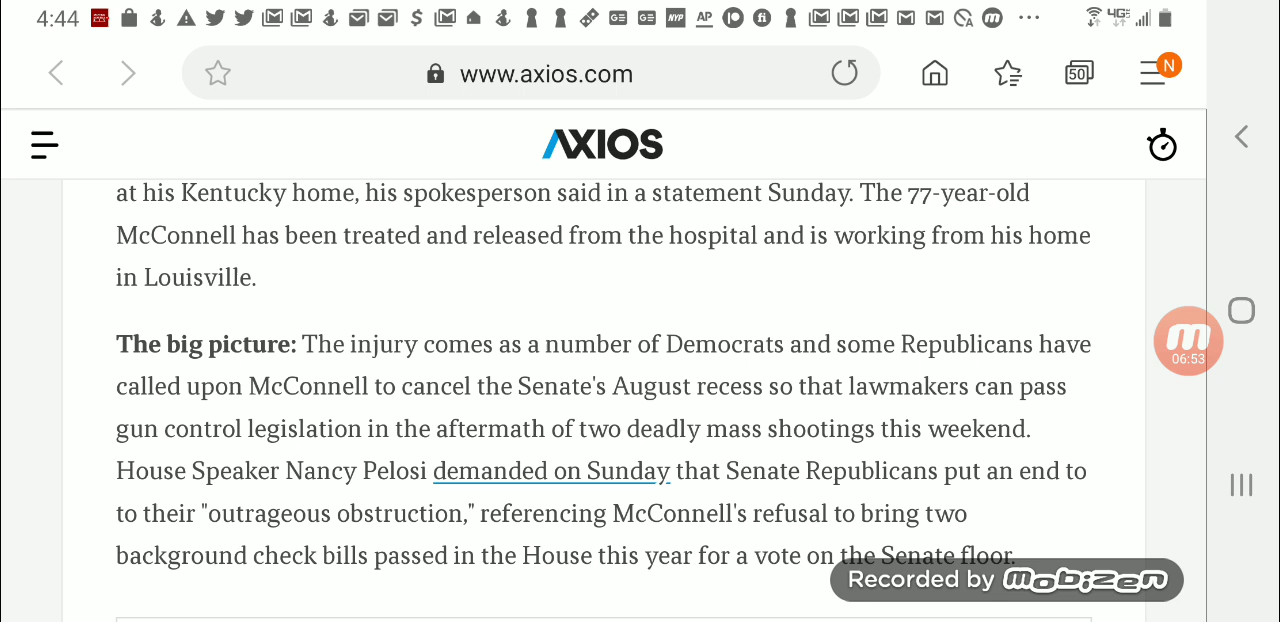 4:44 GE GE NYP AP fi A 4GE
www.axios.com 50 N
AXIOS
at his Kentucky home, his spokesperson said in a statement Sunday. The 77-year-old
McConnell has been treated and released from the hospital and is working from his home
in Louisville.
The big picture: The injury comes as a number of Democrats and some Republicans have
called upon McConnell to cancel the Senate's August recess so that lawmakers can pass
gun control legislation in the aftermath of two deadly mass shootings this weekend.
House Speaker Nancy Pelosi demanded on Sunday that Senate Republicans put an end to
to their "outrageous obstruction," referencing McConnell's refusal to bring two
background check bills passed in the House this year for a vote on the Senate floor.
m
06:53
Recorded by mobizen